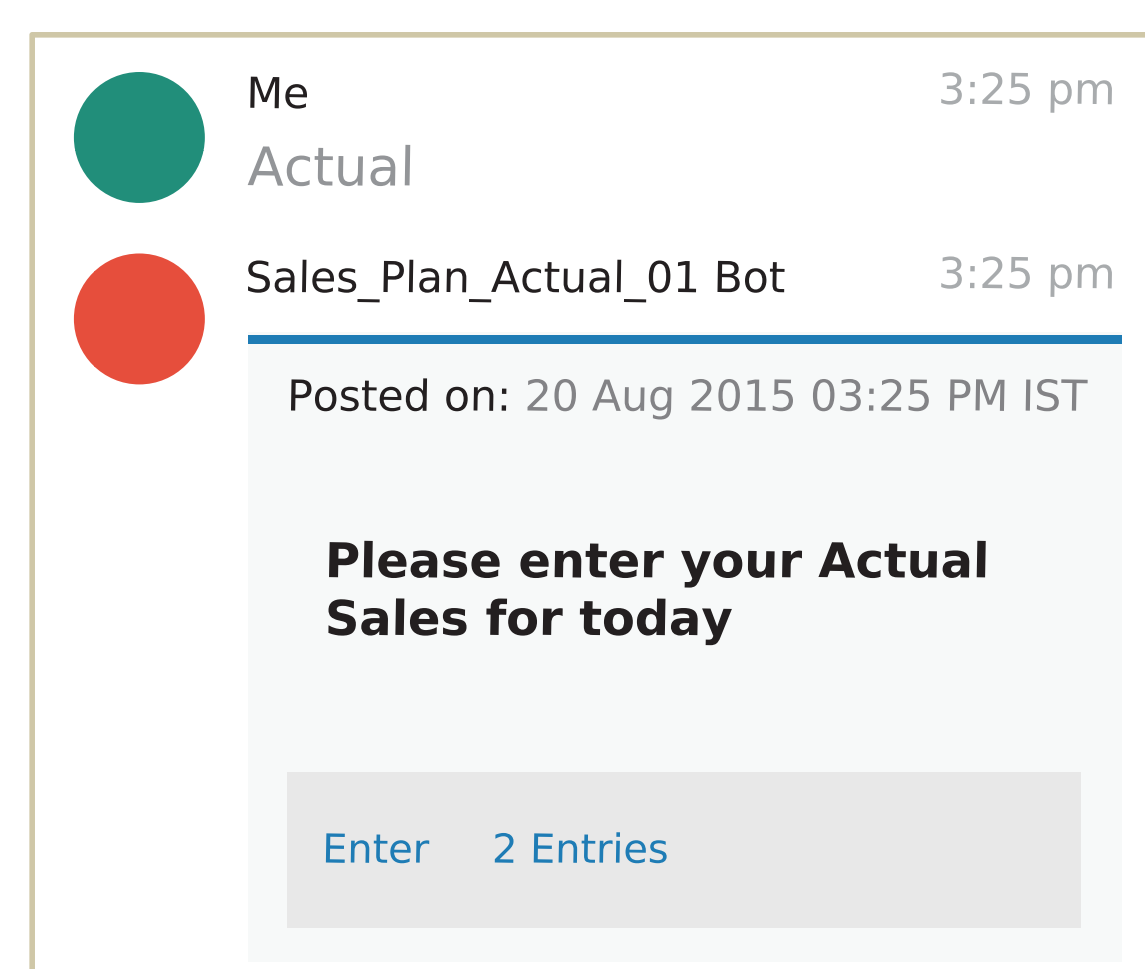 Me 3:25 pm
Actual
Sales_Plan_Actual_01 Bot 3:25 pm
Posted on: 20 Aug 2015 03:25 PM IST
Please enter your Actual
Sales for today
Enter 2 Entries